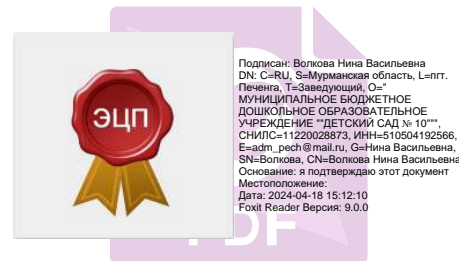 ЭЦП
Подписан: Волкова Нина Васильевна
DN: C=RU, S=Мурманская область, L=пгт.
Печенга, T=Заведующий, O="
МУНИЦИПАЛЬНОЕ БЮДЖЕТНОЕ
ДОШКОЛЬНОЕ ОБРАЗОВАТЕЛЬНОЕ
УЧРЕЖДЕНИЕ ""ДЕТСКИЙ САД № 10""",
СНИЛС=11220028873, ИНН=510504192566,
E=adm_pech@mail.ru, G=Нина Васильевна,
SN=Волкова, CN=Волкова Нина Васильевна
Основание: я подтверждаю этот документ
Местоположение:
Дата: 2024-04-18 15:12:10
Foxit Reader Версия: 9.0.0
PDF